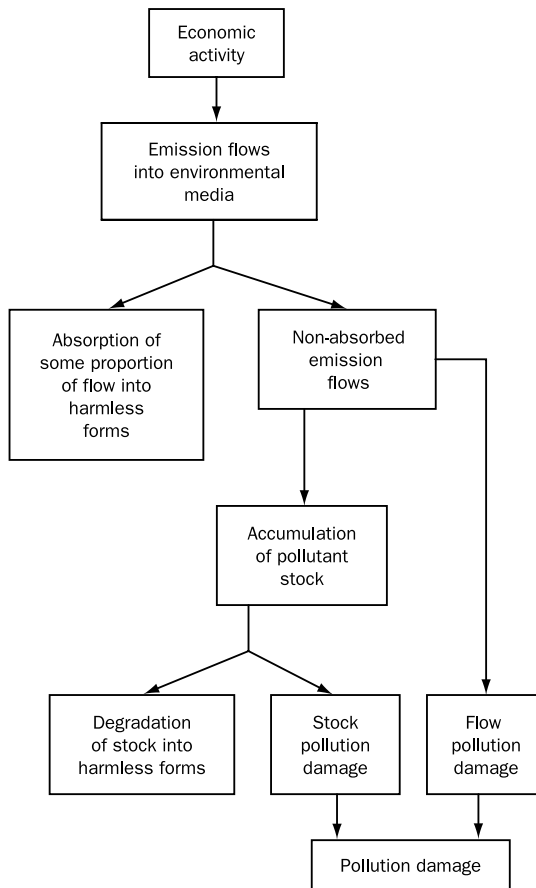 Economic
activity
Emission flows
into environmental
media
Absorption of
some proportion
of flow into
harmless
forms
Non-absorbed
emission
flows
Accumulation
of pollutant
stock
Degradation
of stock into
harmless forms
Stock
pollution
damage
Flow
pollution
damage
Pollution damage